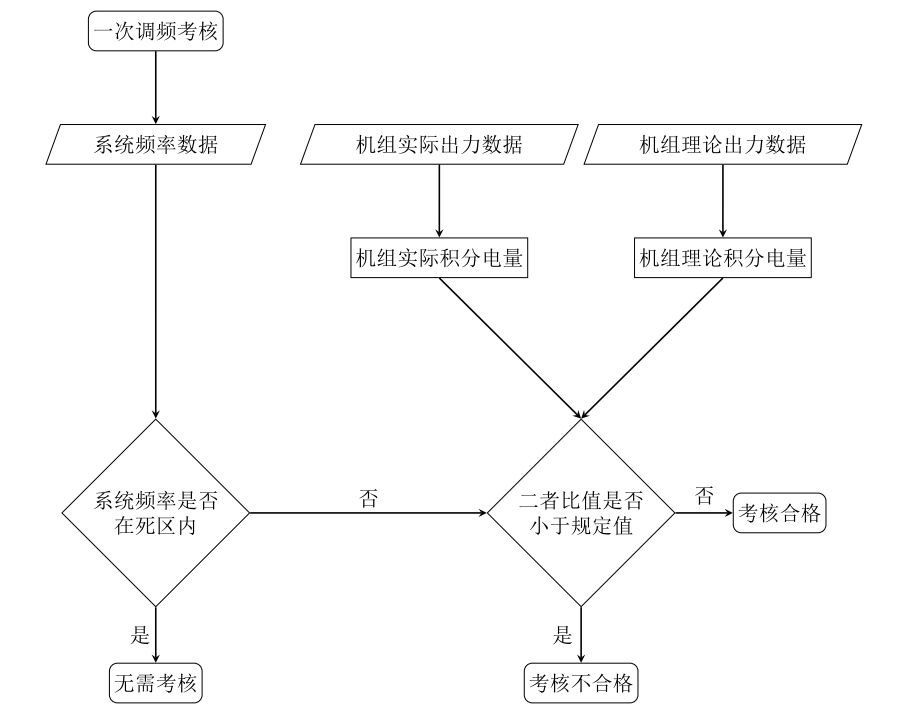 一次调频考核
系统频率数据
机组实际出力数据
机组理论出力数据
机组实际积分电量
机组理论积分电量
系统频率是否
在死区内
否
二者比值是否
小于规定值
否
考核合格
是
是
无需考核
考核不合格